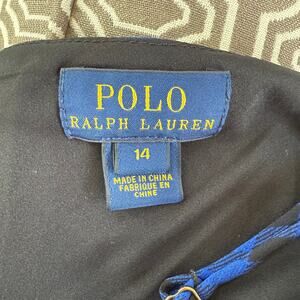 POLO
RALPH LAUREN
14
MADE IN CHINA
FABRIQUE EN
CHINE